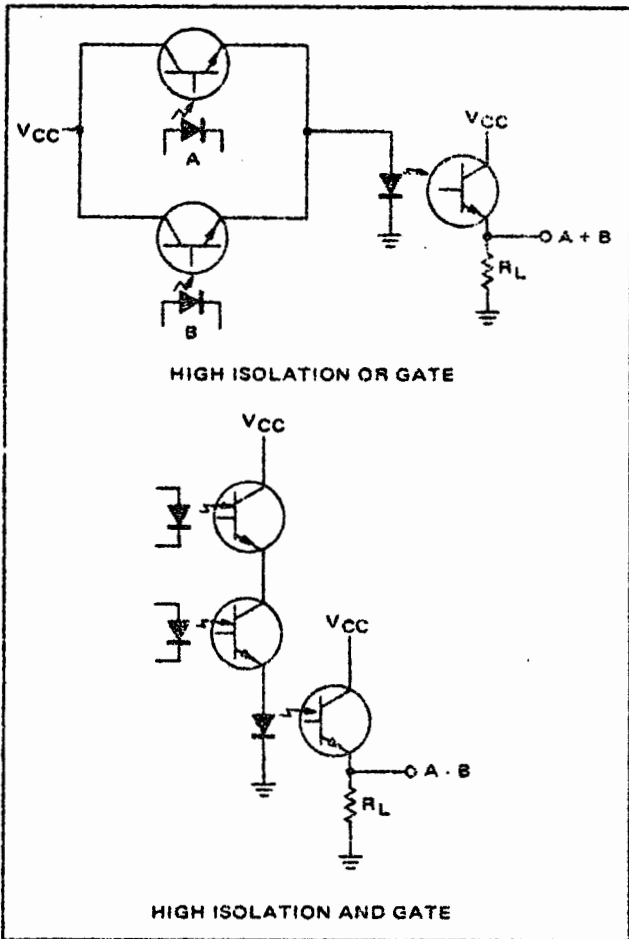 VCC
A
VCC
B
A + B
RL
HIGH ISOLATION OR GATE
VCC
VCC
A · B
RL
HIGH ISOLATION AND GATE